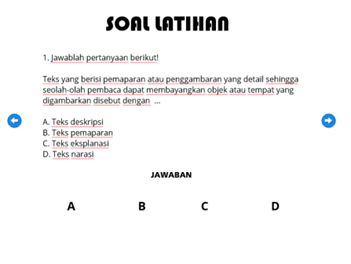 SOAL LATIHAN
1. Jawablah pertanyaan berikut!
Teks yang berisi pemaparan atau penggambaran yang detail sehingga
seolah-olah pembaca dapat membayangkan objek atau tempat yang
digambarkan disebut dengan ...
A. Teks deskripsi
B. Teks pemaparan
C. Teks eksplanasi
D. Teks narasi
JAWABAN
A B C D